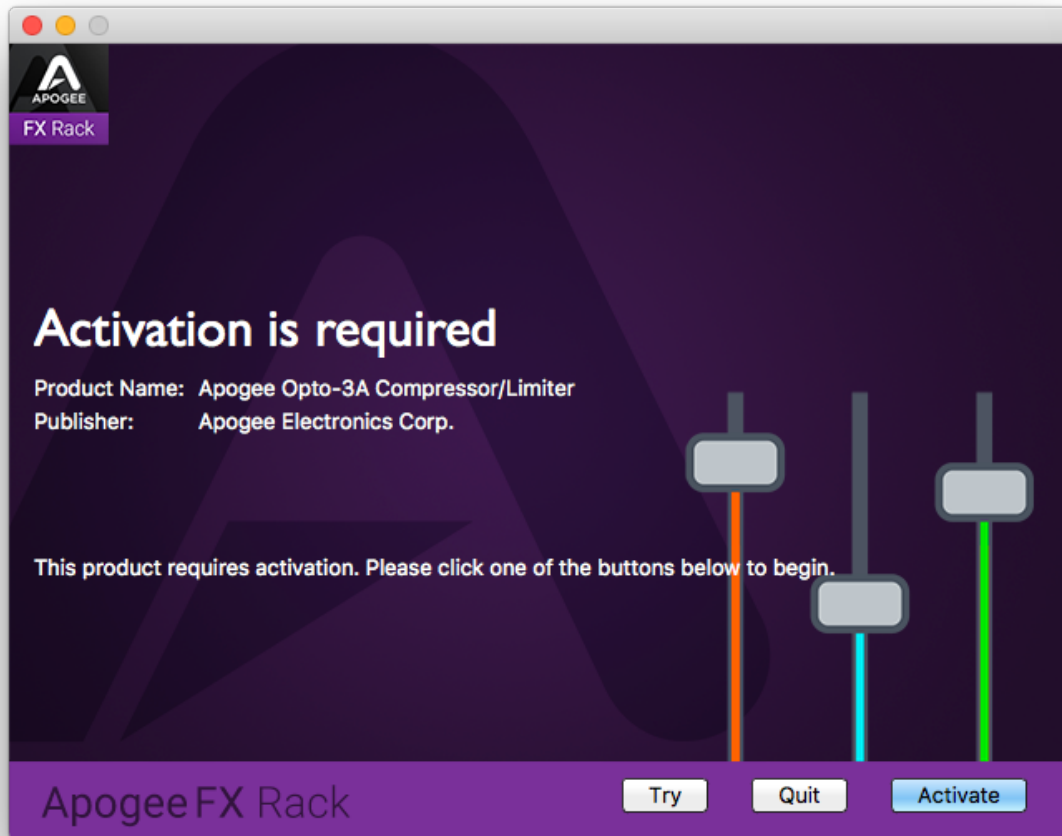 APOGEE
FX Rack
Activation is required
Product Name: Apogee Opto-3A Compressor/Limiter
Publisher: Apogee Electronics Corp.
This product requires activation. Please click one of the buttons below to begin.
Apogee FX Rack
Try Quit Activate